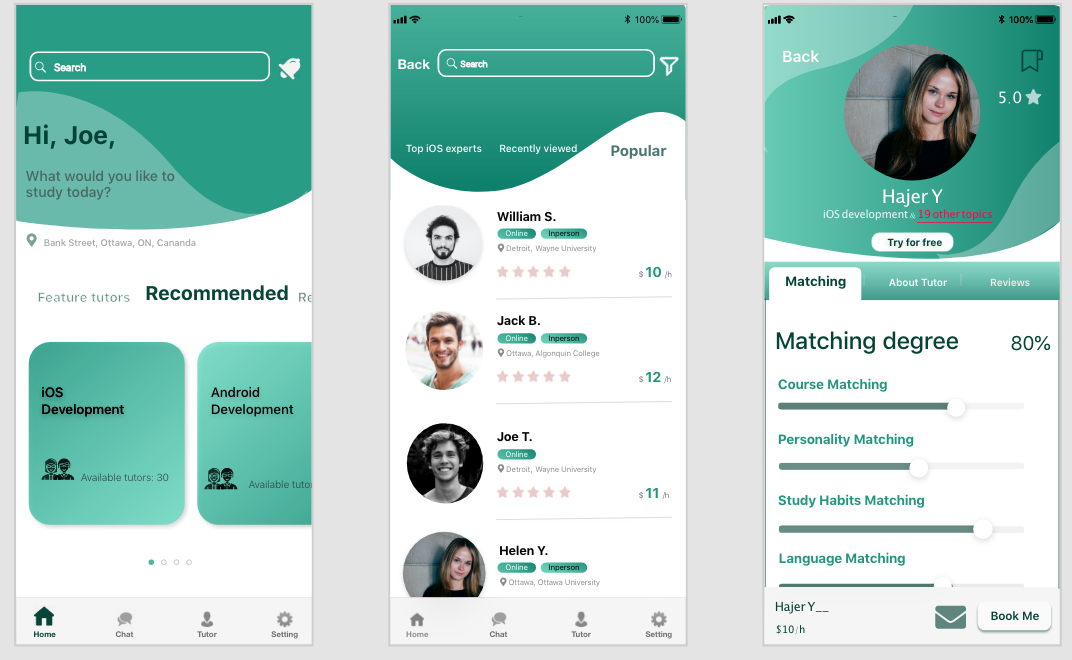 Search
Hi, Joe,
What would you like to
study today?
Bank Street, Ottawa, ON, Cananda
Feature tutors Recommended Re
iOS
Development
Available tutors: 30
Android
Development
Available tutor
Home Chat Tutor Setting
100%
Back Search
Top iOS experts Recently viewed Popular
William S.
Online Inperson
Detroit, Wayne University
$ 10 /h
Jack B.
Online Inperson
Ottawa, Algonquin College
$ 12 /h
Joe T.
Online
Detroit, Wayne University
$ 11 /h
Helen Y.
Online Inperson
Ottawa, Ottawa University
Home Chat Tutor Setting
100%
Back
5.0
Hajer Y
iOS development & 19 other topics
Try for free
Matching About Tutor Reviews
Matching degree 80%
Course Matching
Personality Matching
Study Habits Matching
Language Matching
Hajer Y__
$10/h
Book Me